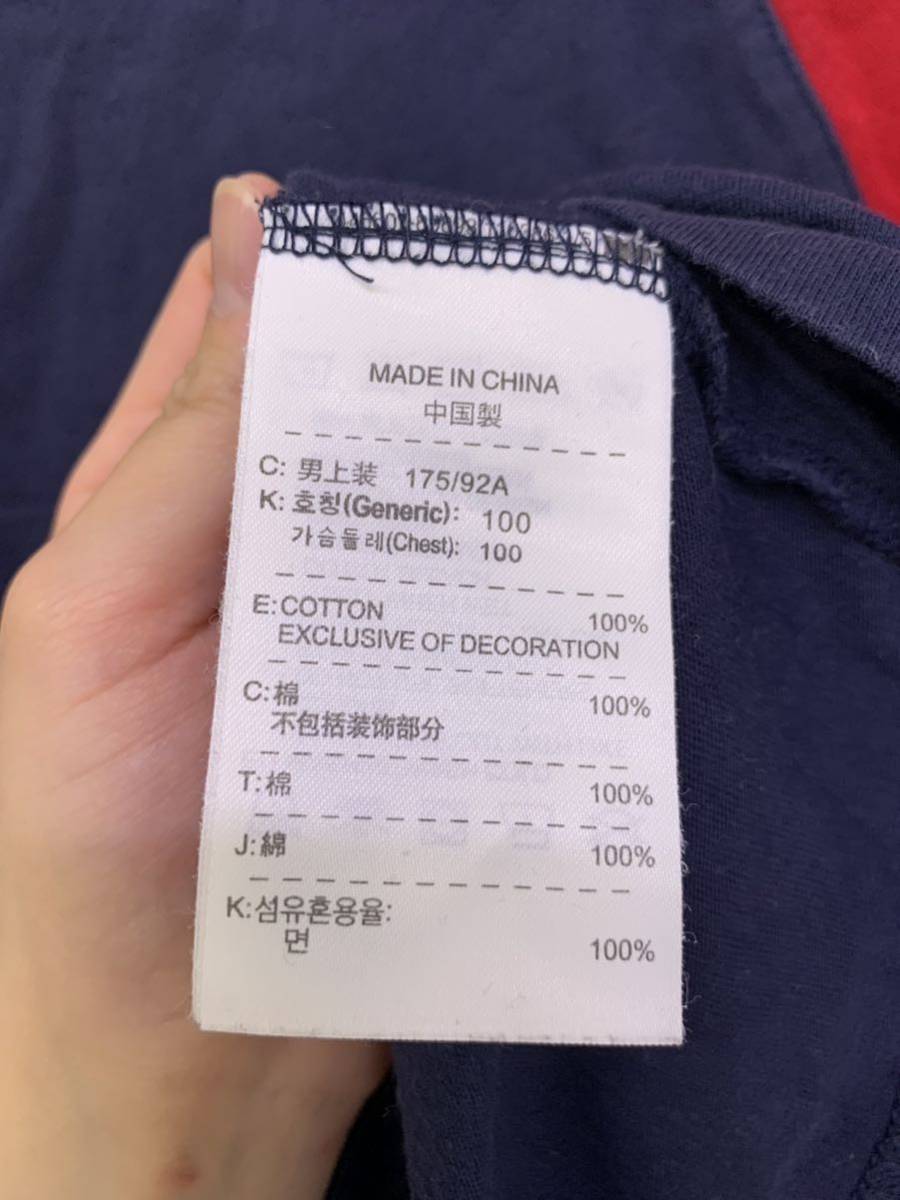 MADE IN CHINA
中国製
C: 男上装 175/92A
K: 호칭(Generic): 100
가슴둘레(Chest): 100
E:COTTON 100%
EXCLUSIVE OF DECORATION
C:棉 100%
不包括装饰部分
T:棉 100%
J:綿 100%
K:섬유혼용율:
면 100%